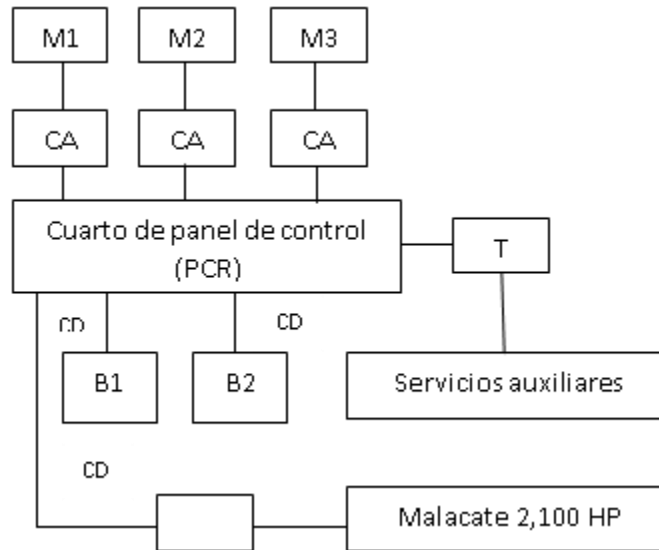 M1
M2
M3
CA
CA
CA
Cuarto de panel de control
(PCR)
T
CD
CD
B1
B2
Servicios auxiliares
CD
Malacate 2,100 HP